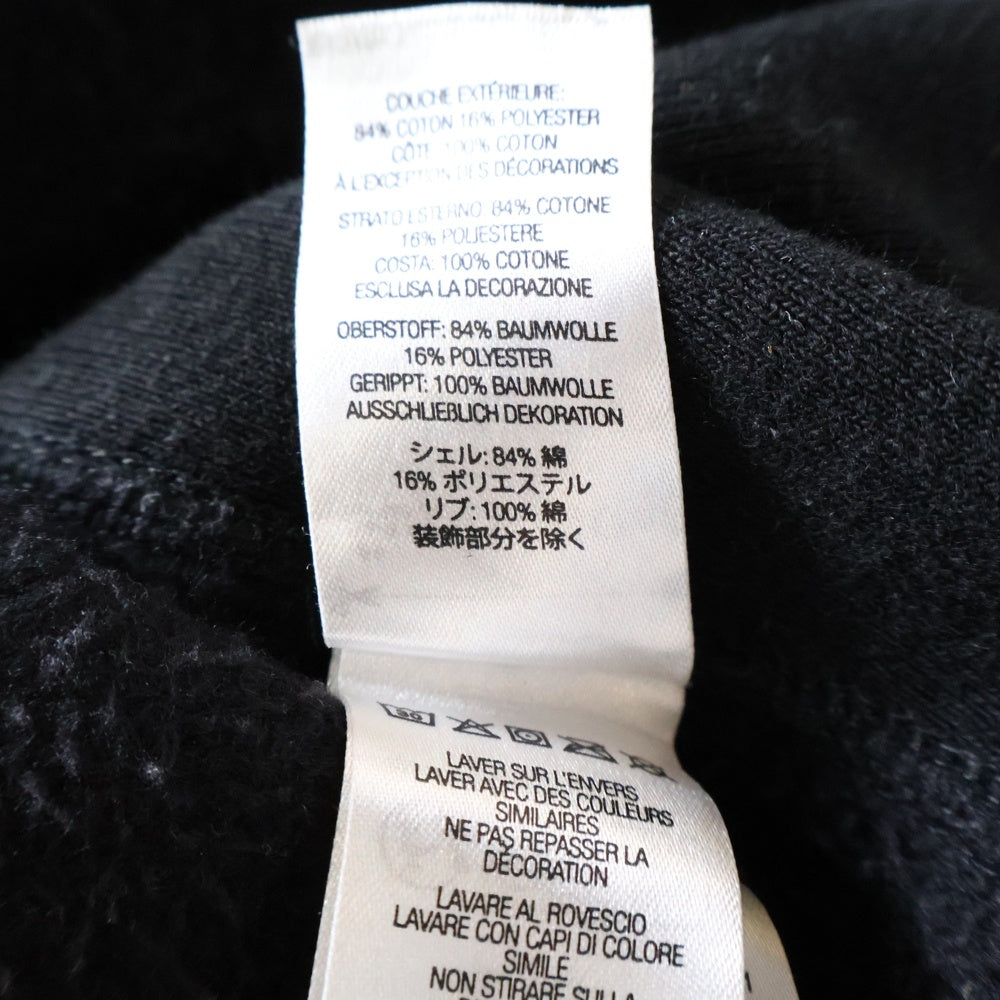 COUCHE EXTÉRIEURE:
84% COTON 16% POLYESTER
CÔTE: 100% COTON
À L'EXCEPTION DES DÉCORATIONS
STRATO ESTERNO: 84% COTONE
16% POLIESTERE
COSTA: 100% COTONE
ESCLUSA LA DECORAZIONE
OBERSTOFF: 84% BAUMWOLLE
16% POLYESTER
GERIPPT: 100% BAUMWOLLE
AUSSCHLIEBLICH DEKORATION
シェル: 84% 綿
16% ポリエステル
リブ: 100% 綿
装飾部分を除く
30
LAVER SUR L'ENVERS
LAVER AVEC DES COULEURS
SIMILAIRES
NE PAS REPASSER LA
DÉCORATION
LAVARE AL ROVESCIO
LAVARE CON CAPI DI COLORE
SIMILE
NON STIRARE SULLA